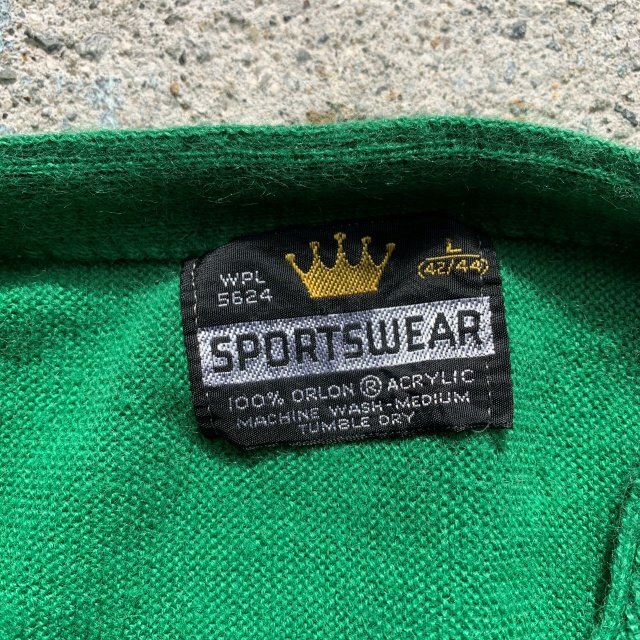 WPL
5624
L
(42/44)
SPORTSWEAR
100% ORLON ® ACRYLIC
MACHINE WASH-MEDIUM
TUMBLE DRY